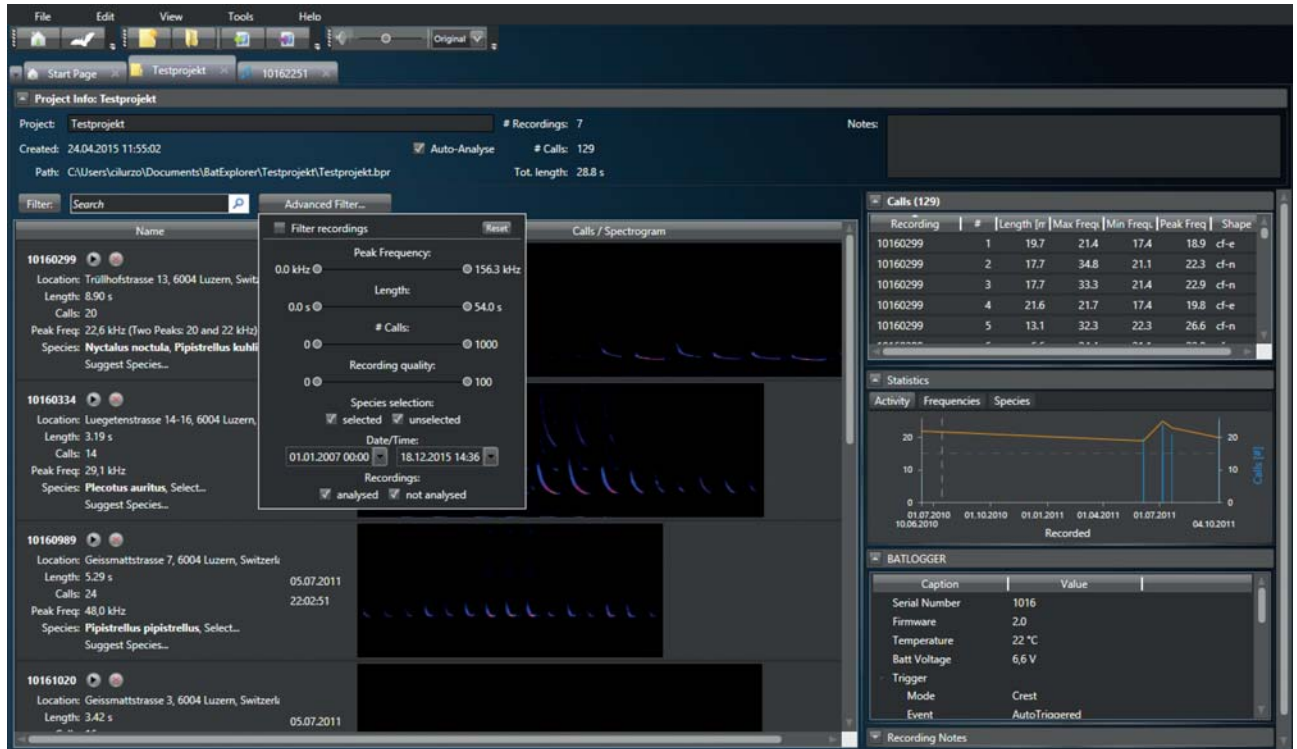 File Edit View Tools Help
Original
Start Page Testprojekt 10162251
Project Info: Testprojekt
Project: Testprojekt # Recordings: 7 Notes:
Created: 24.04.2015 11:55:02 Auto-Analyse # Calls: 129
Path: C:\Users\cilurzo\Documents\BatExplorer\Testprojekt\Testprojekt.bpr Tot. length: 28.8 s
Filter: Search Advanced Filter...
Name Calls / Spectrogram
10160299
Location: Trüllhofstrasse 13, 6004 Luzern, Switz
Length: 8.90 s
Calls: 20
Peak Freq: 22,6 kHz (Two Peaks: 20 and 22 kHz)
Species: Nyctalus noctula, Pipistrellus kuhli
Suggest Species...
10160334
Location: Luegetenstrasse 14-16, 6004 Luzern,
Length: 3.19 s
Calls: 14
Peak Freq: 29,1 kHz
Species: Plecotus auritus, Select...
Suggest Species...
10160989
Location: Geissmattstrasse 7, 6004 Luzern, Switzerl
Length: 5.29 s 05.07.2011
Calls: 24 22:02:51
Peak Freq: 48,0 kHz
Species: Pipistrellus pipistrellus, Select...
Suggest Species...
10161020
Location: Geissmattstrasse 3, 6004 Luzern, Switzerl
Length: 3.42 s 05.07.2011
Filter recordings Reset
Peak Frequency:
0.0 kHz 156.3 kHz
Length:
0.0 s 54.0 s
# Calls:
0 1000
Recording quality:
0 100
Species selection:
selected unselected
Date/Time:
01.01.2007 00:00 18.12.2015 14:36
Recordings:
analysed not analysed
Calls (129)
Recording # Length [m Max Frequ Min Frequ Peak Freq Shape
10160299 1 19.7 21.4 17.4 18.9 cf-e
10160299 2 17.7 34.8 21.1 22.3 cf-n
10160299 3 17.7 33.3 21.4 22.9 cf-n
10160299 4 21.6 21.7 17.4 19.8 cf-e
10160299 5 13.1 32.3 22.3 26.6 cf-n
Statistics
Activity Frequencies Species
20 20
10 10
0 0
Calls [#]
01.07.2010 01.10.2010 01.01.2011 01.04.2011 01.07.2011
10.06.2010 04.10.2011
Recorded
BATLOGGER
Caption Value
Serial Number 1016
Firmware 2.0
Temperature 22 °C
Batt Voltage 6,6 V
Trigger
Mode Crest
Event AutoTriggered
Recording Notes